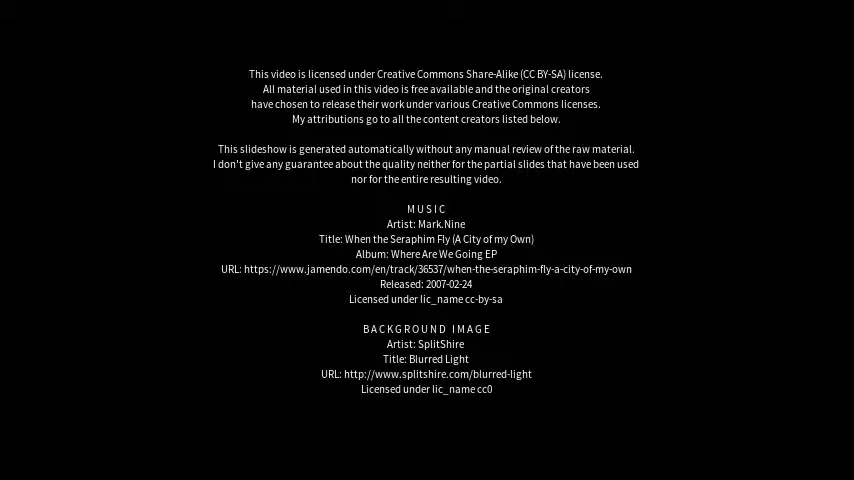 This video is licensed under Creative Commons Share-Alike (CC BY-SA) license.
All material used in this video is free available and the original creators
have chosen to release their work under various Creative Commons licenses.
My attributions go to all the content creators listed below.
This slideshow is generated automatically without any manual review of the raw material.
I don't give any guarantee about the quality neither for the partial slides that have been used
nor for the entire resulting video.
MUSIC
Artist: Mark.Nine
Title: When the Seraphim Fly (A City of my Own)
Album: Where Are We Going EP
URL: https://www.jamendo.com/en/track/36537/when-the-seraphim-fly-a-city-of-my-own
Released: 2007-02-24
Licensed under lic_name cc-by-sa
BACKGROUND IMAGE
Artist: SplitShire
Title: Blurred Light
URL: http://www.splitshire.com/blurred-light
Licensed under lic_name cc0